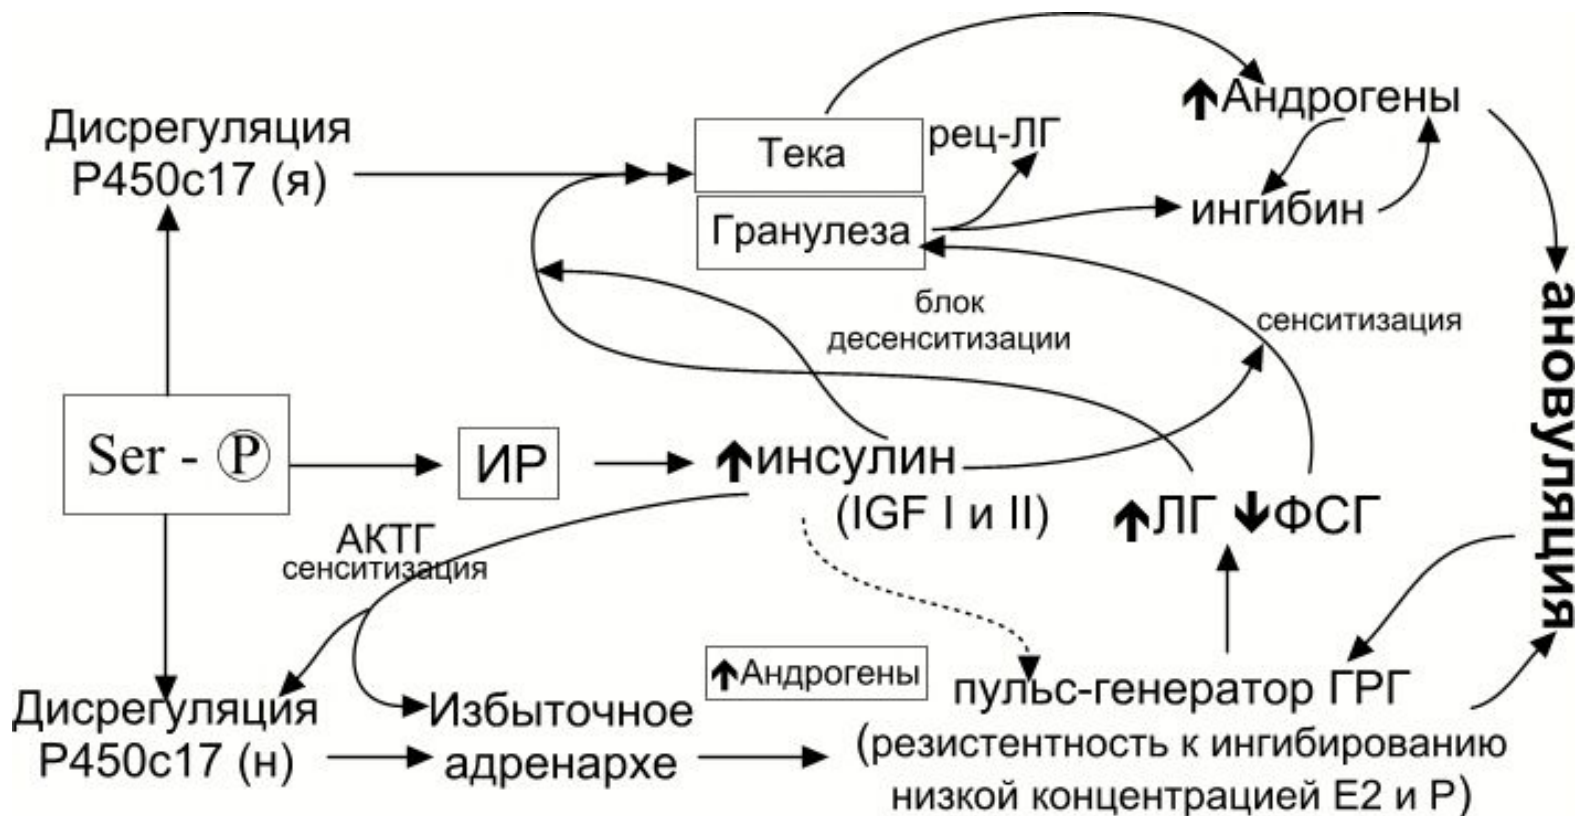 Дисрегуляция
P450c17 (я)
Тека
рец-ЛГ
Андрогены
Гранулеза
ингибин
блок
десенситизации
сенситизация
ановуляция
Ser - P
ИР
инсулин
(IGF I и II)
ЛГ ФСГ
АКТГ
сенситизация
Андрогены
Дисрегуляция
P450c17 (н)
Избыточное
адренархе
пульс-генератор ГРГ
(резистентность к ингибированию
низкой концентрацией Е2 и Р)